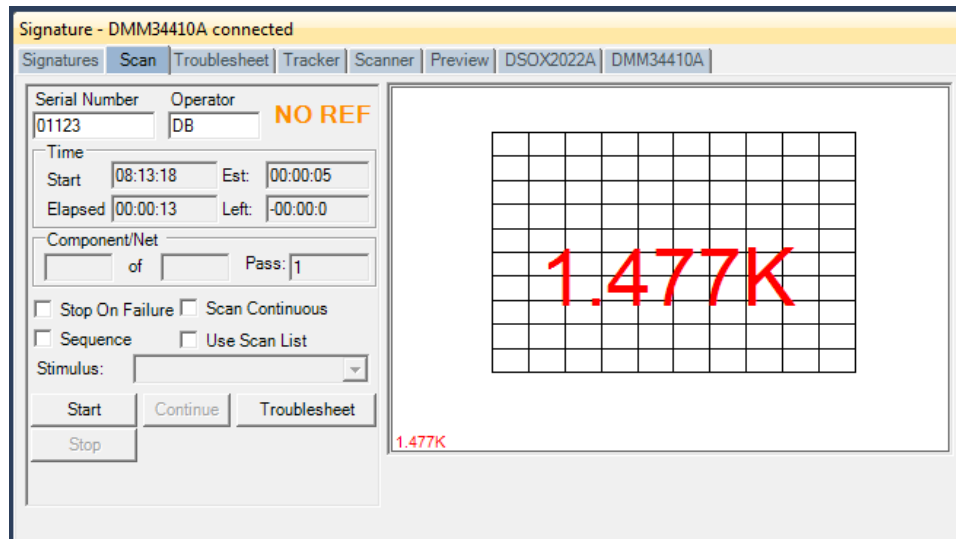 Signature - DMM34410A connected
Signatures Scan Troublesheet Tracker Scanner Preview DSOX2022A DMM34410A
Serial Number Operator
01123 DB NO REF
Time
Start 08:13:18 Est: 00:00:05
Elapsed 00:00:13 Left: -00:00:0
Component/Net
of Pass: 1
Stop On Failure Scan Continuous
Sequence Use Scan List
Stimulus:
Start Continue Troublesheet
Stop
1.477K
1.477K